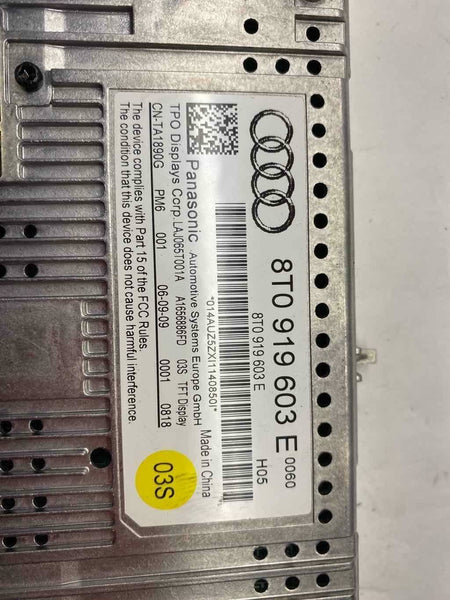 8T0 919 603 E 0060
8T0 919 603 E
H05
*014AUZ5ZXI1140850I*
Panasonic Automotive Systems Europe GmbH Made in China
TPO Displays Corp. LAJ065T001A A1656886FD 03S TFT Display
CN-TA1890G PM6 001 06-09-09 0001 0818
The device complies with Part 15 of the FCC Rules.
The condition that this device does not cause harmful interference.
03S